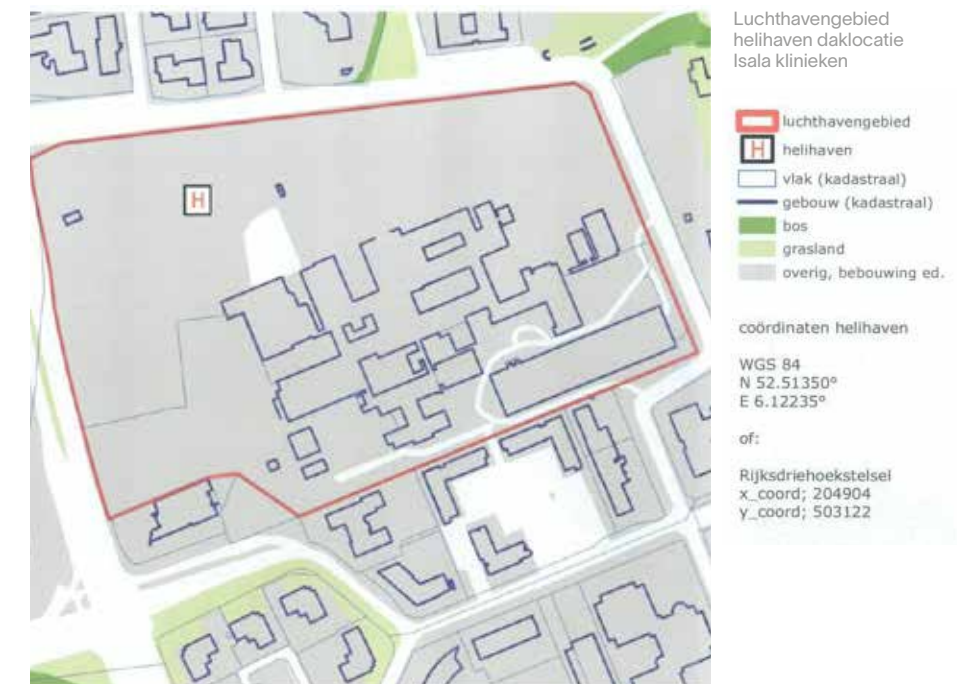 Luchthavengebied
helihaven daklocatie
Isala klinieken
luchthavengebied
H
helihaven
vlak (kadastraal)
gebouw (kadastraal)
bos
grasland
overig, bebouwing ed.
coördinaten helihaven
WGS 84
N 52.51350°
E 6.12235°
of:
Rijksdriehoekstelsel
x_coord; 204904
y_coord; 503122
H